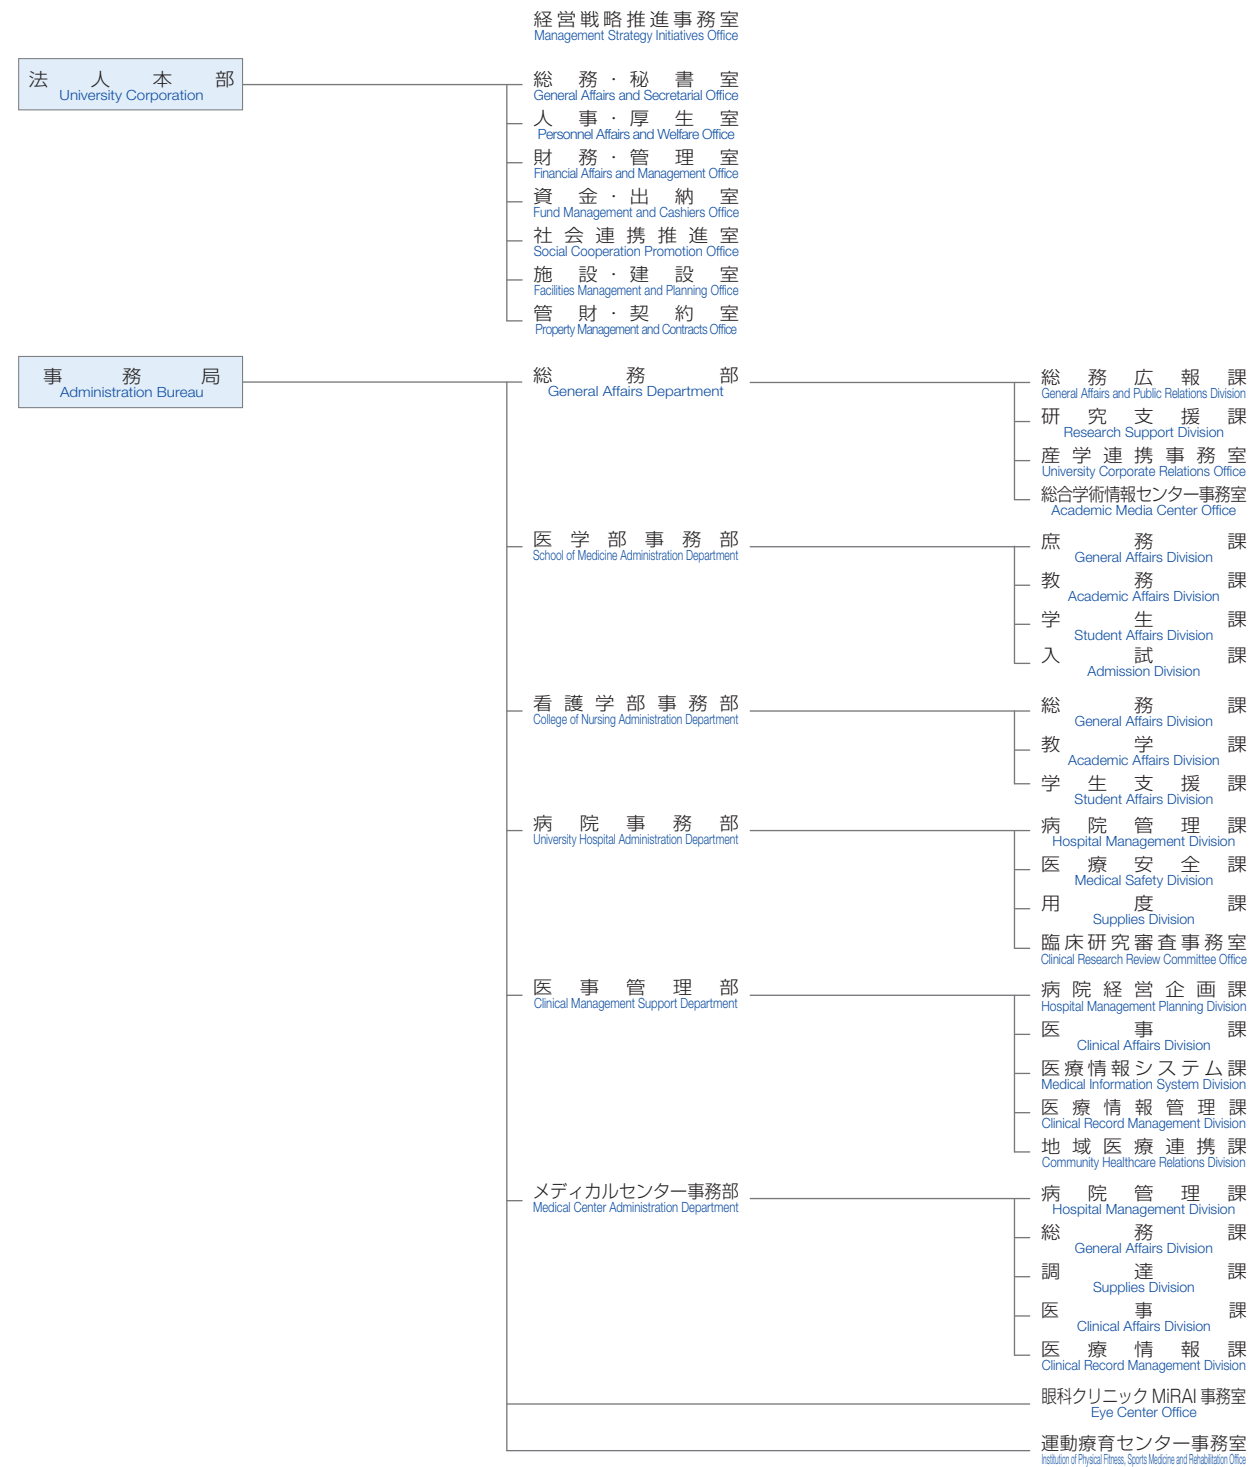 経営戦略推進事務室
Management Strategy Initiatives Office
法人本部
University Corporation
総務・秘書室
General Affairs and Secretarial Office
人事・厚生室
Personnel Affairs and Welfare Office
財務・管理室
Financial Affairs and Management Office
資金・出納室
Fund Management and Cashiers Office
社会連携推進室
Social Cooperation Promotion Office
施設・建設室
Facilities Management and Planning Office
管財・契約室
Property Management and Contracts Office
事務局
Administration Bureau
総務部
General Affairs Department
総務広報課
General Affairs and Public Relations Division
研究支援課
Research Support Division
産学連携事務室
University Corporate Relations Office
総合学術情報センター事務室
Academic Media Center Office
医学部事務部
School of Medicine Administration Department
庶務課
General Affairs Division
教務課
Academic Affairs Division
学生課
Student Affairs Division
入試課
Admission Division
看護学部事務部
College of Nursing Administration Department
総務課
General Affairs Division
教学課
Academic Affairs Division
学生支援課
Student Affairs Division
病院事務部
University Hospital Administration Department
病院管理課
Hospital Management Division
医療安全課
Medical Safety Division
用度課
Supplies Division
臨床研究審査事務室
Clinical Research Review Committee Office
医事管理部
Clinical Management Support Department
病院経営企画課
Hospital Management Planning Division
医事課
Clinical Affairs Division
医療情報システム課
Medical Information System Division
医療情報管理課
Clinical Record Management Division
地域医療連携課
Community Healthcare Relations Division
メディカルセンター事務部
Medical Center Administration Department
病院管理課
Hospital Management Division
総務課
General Affairs Division
調達課
Supplies Division
医事課
Clinical Affairs Division
医療情報課
Clinical Record Management Division
眼科クリニック MiRAI 事務室
Eye Center Office
運動療育センター事務室
Institution of Physical Fitness, Sports Medicine and Rehabilitation Office